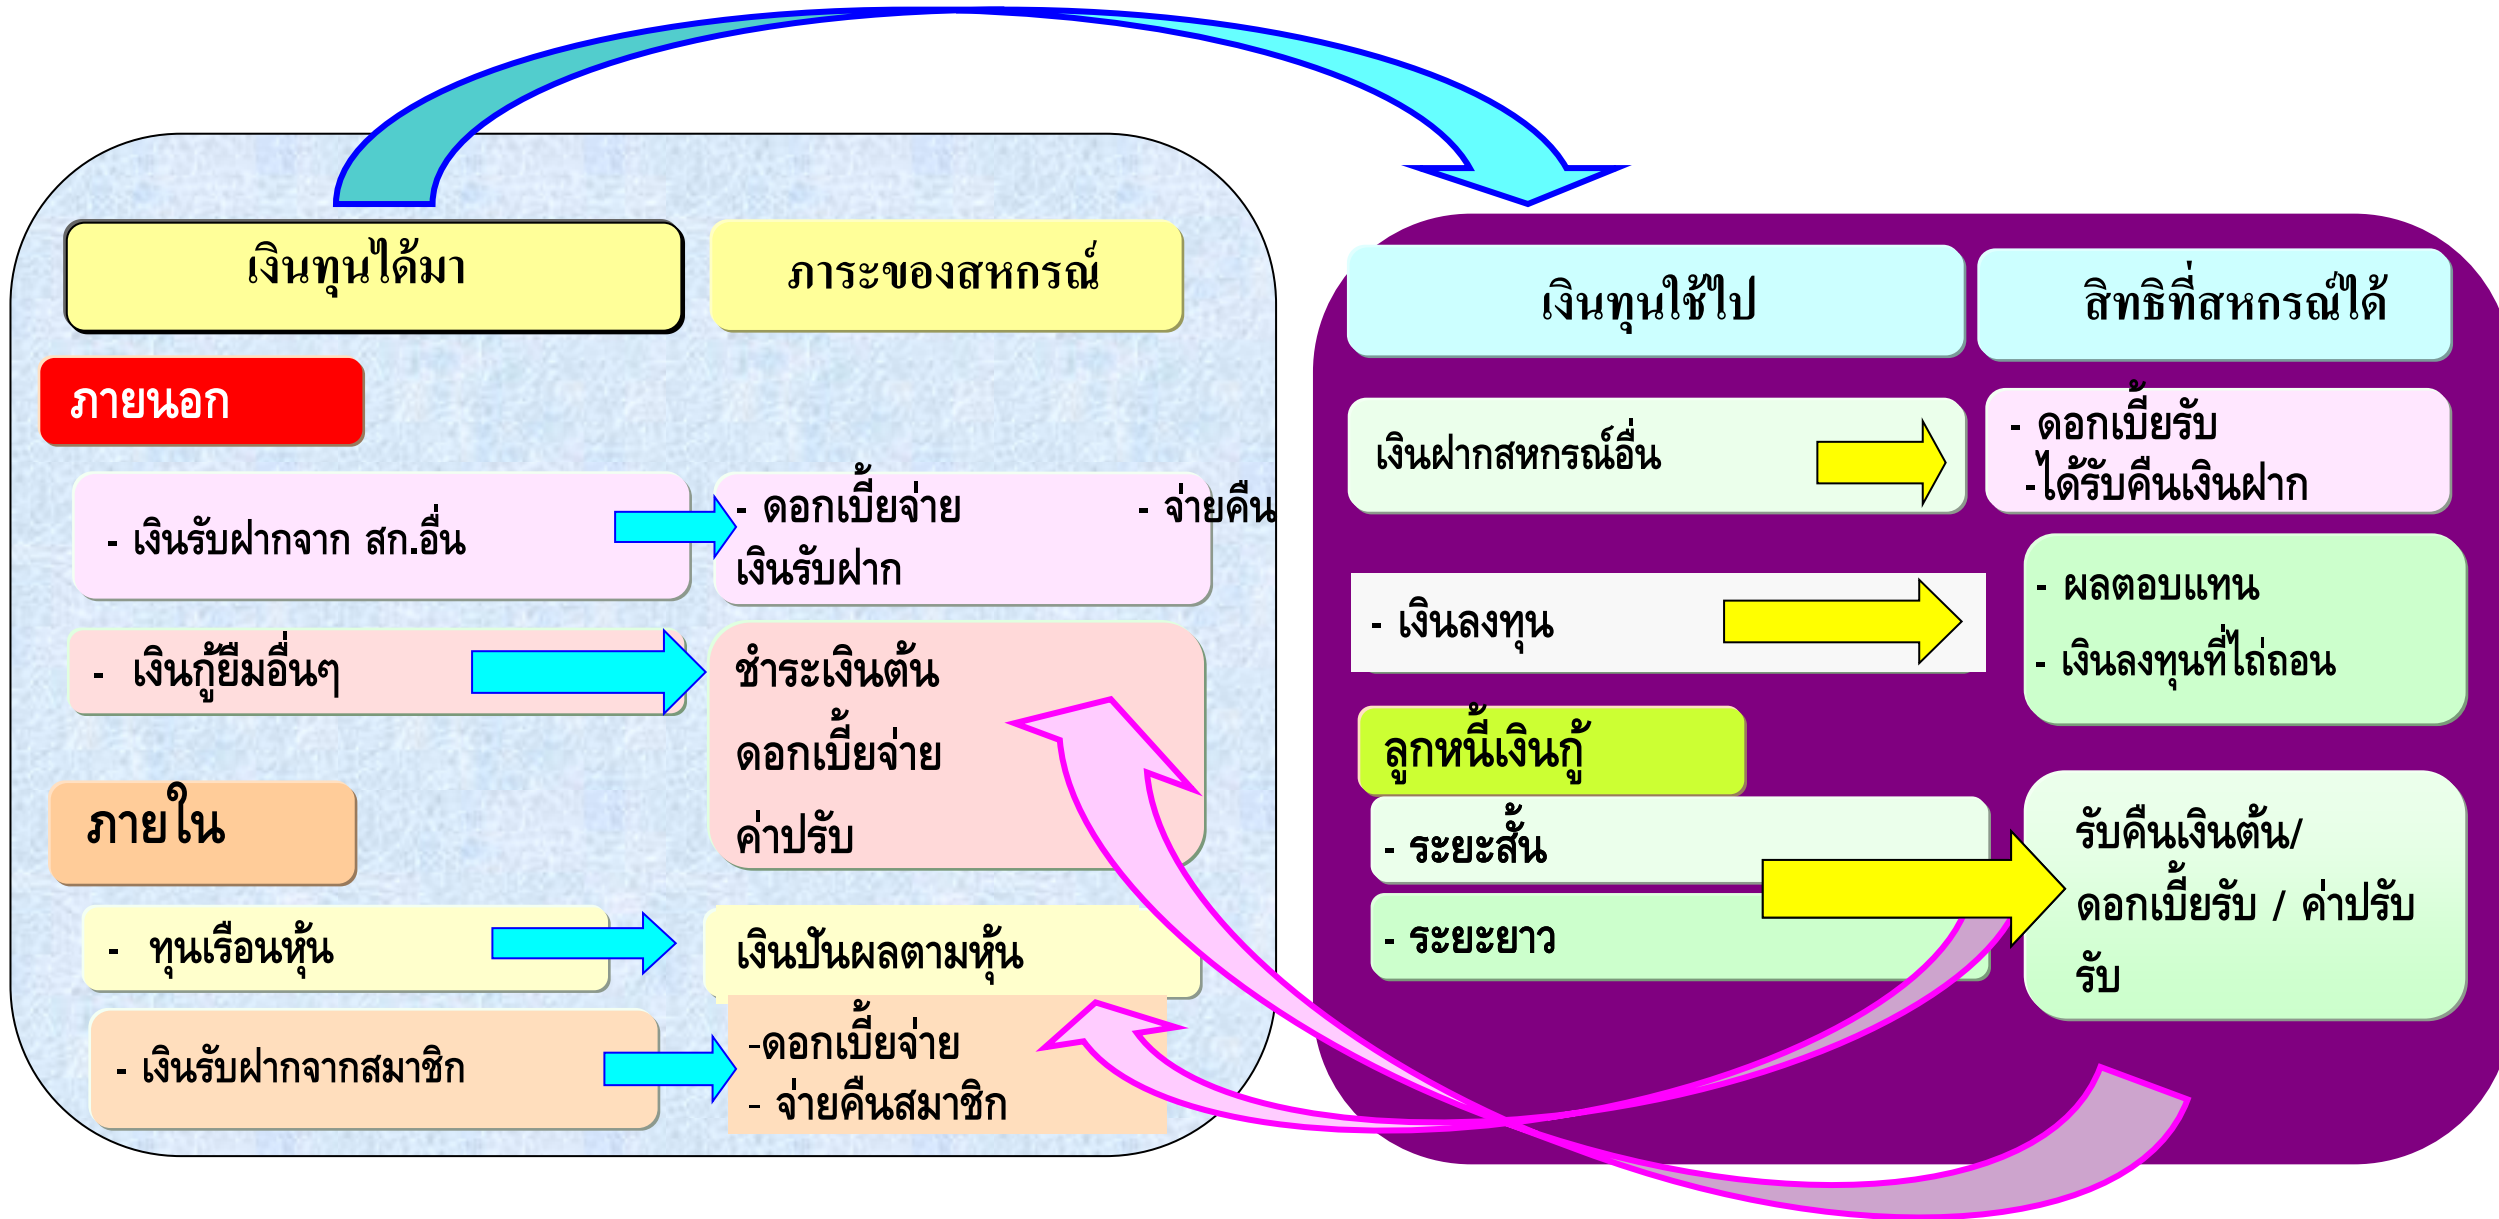 เงินทุนได้มา
ภาระของสหกรณ์
ภายนอก
- เงินรับฝากจาก สก.อื่น
- ดอกเบี้ยจ่าย - จ่ายคืน
เงินรับฝาก
- เงินกู้ยืมอื่นๆ
ชำระเงินต้น
ดอกเบี้ยจ่าย
ค่าปรับ
ภายใน
- ทุนเรือนหุ้น
เงินปันผลตามหุ้น
- เงินรับฝากจากสมาชิก
-ดอกเบี้ยจ่าย
- จ่ายคืนสมาชิก
เงินทุนใช้ไป
สิทธิที่สหกรณ์ได้
เงินฝากสหกรณ์อื่น
- ดอกเบี้ยรับ
-ได้รับคืนเงินฝาก
- เงินลงทุน
- ผลตอบแทน
- เงินลงทุนที่ไถ่ถอน
ลูกหนี้เงินกู้
- ระยะสั้น
- ระยะยาว
รับคืนเงินต้น/
ดอกเบี้ยรับ / ค่าปรับ
รับ